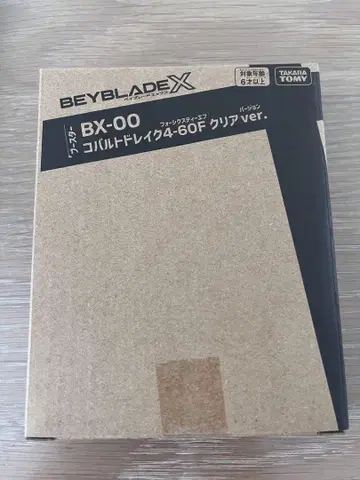 BEYBLADE X
ベイブレードエックス
対象年齢
6才以上
TAKARA
TOMY
ブースター
BX-00
フォーシックスティーエフ
バージョン
コバルトドレイク4-60F クリアver.